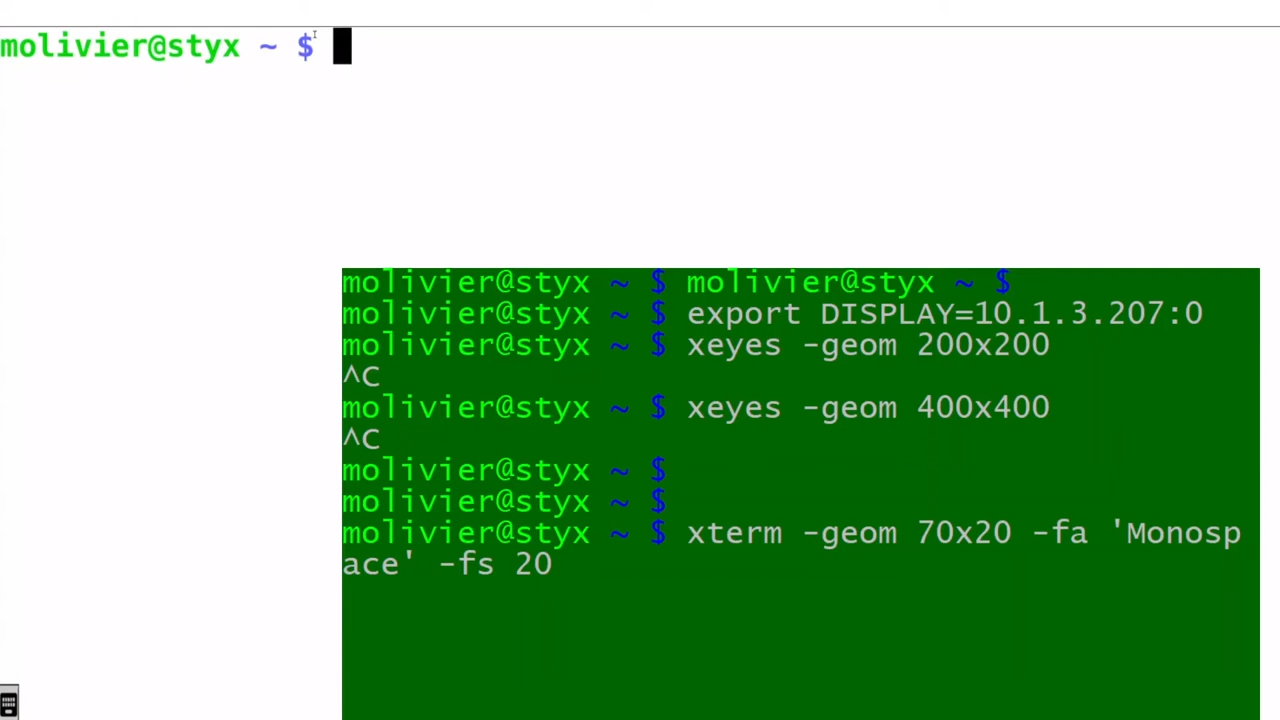 molivier@styx ~ $
molivier@styx ~ $ molivier@styx ~ $
molivier@styx ~ $ export DISPLAY=10.1.3.207:0
molivier@styx ~ $ xeyes -geom 200x200
^C
molivier@styx ~ $ xeyes -geom 400x400
^C
molivier@styx ~ $
molivier@styx ~ $
molivier@styx ~ $ xterm -geom 70x20 -fa 'Monosp
ace' -fs 20